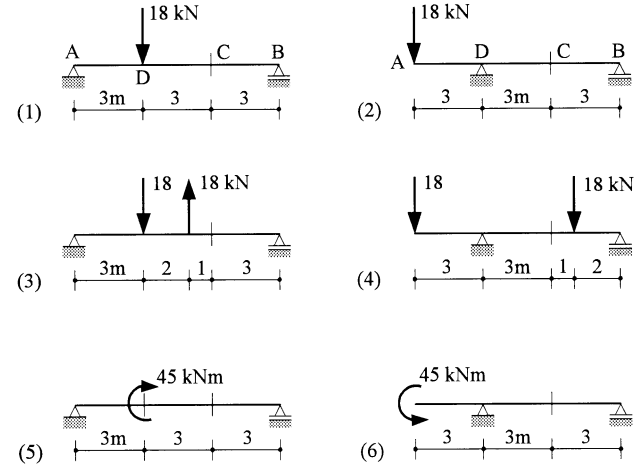 18 kN
A D C B
(1) 3m 3 3
18 kN
A D C B
(2) 3 3m 3
18 18 kN
(3) 3m 2 1 3
18 18 kN
(4) 3 3m 1 2
45 kNm
(5) 3m 3 3
45 kNm
(6) 3 3m 3